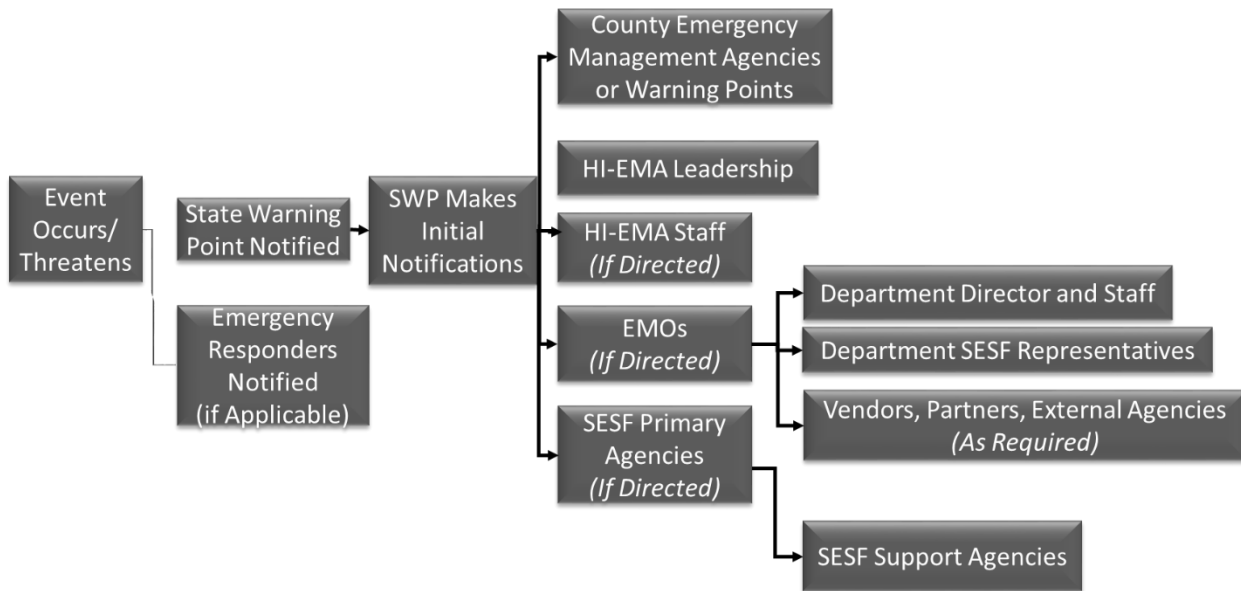 Event
Occurs/
Threatens
State Warning
Point Notified
Emergency
Responders
Notified
(if Applicable)
SWP Makes
Initial
Notifications
County Emergency
Management Agencies
or Warning Points
HI-EMA Leadership
HI-EMA Staff
(If Directed)
EMOs
(If Directed)
SESF Primary
Agencies
(If Directed)
Department Director and Staff
Department SESF Representatives
Vendors, Partners, External Agencies
(As Required)
SESF Support Agencies